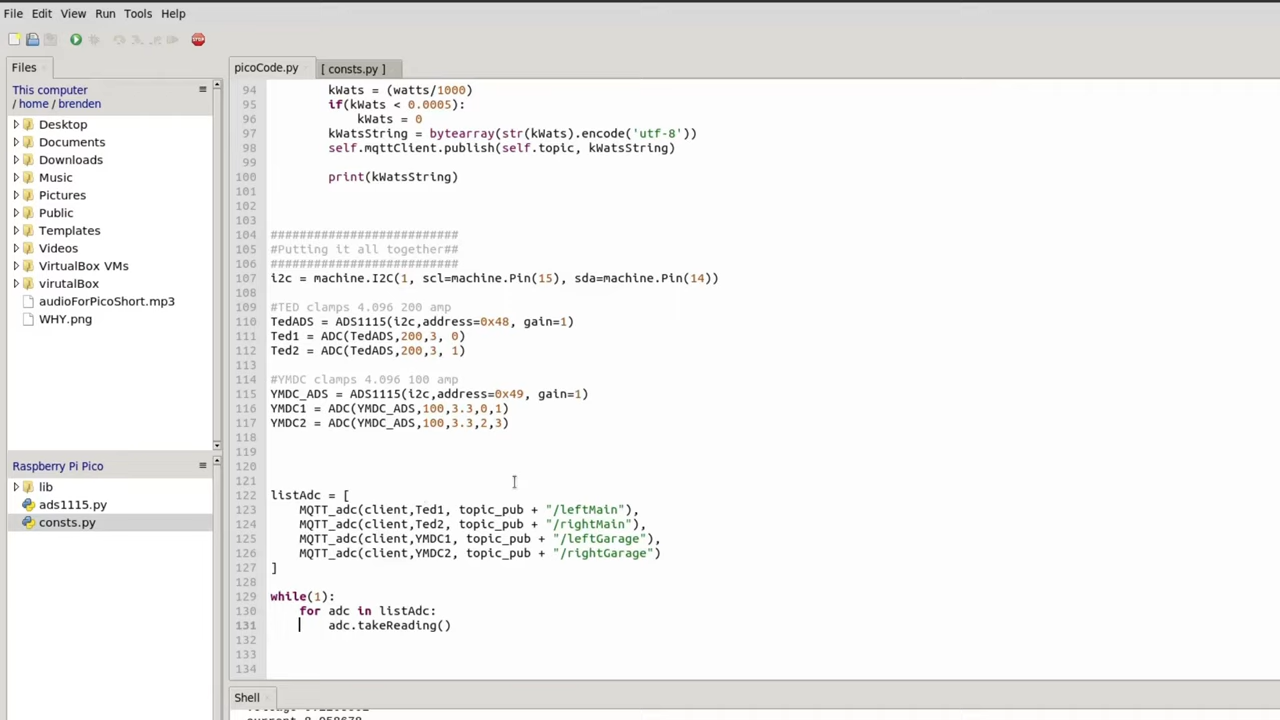 File Edit View Run Tools Help
Files
This computer
/ home / brenden
Desktop
Documents
Downloads
Music
Pictures
Public
Templates
Videos
VirtualBox VMs
virutalBox
audioForPicoShort.mp3
WHY.png
Raspberry Pi Pico
lib
ads1115.py
consts.py
picoCode.py [ consts.py ]
94 kWats = (watts/1000)
95 if(kWats < 0.0005):
96 kWats = 0
97 kWatsString = bytearray(str(kWats).encode('utf-8'))
98 self.mqttClient.publish(self.topic, kWatsString)
99
100 print(kWatsString)
101
102
103
104 ##########################
105 #Putting it all together##
106 ##########################
107 i2c = machine.I2C(1, scl=machine.Pin(15), sda=machine.Pin(14))
108
109 #TED clamps 4.096 200 amp
110 TedADS = ADS1115(i2c,address=0x48, gain=1)
111 Ted1 = ADC(TedADS,200,3, 0)
112 Ted2 = ADC(TedADS,200,3, 1)
113
114 #YMDC clamps 4.096 100 amp
115 YMDC_ADS = ADS1115(i2c,address=0x49, gain=1)
116 YMDC1 = ADC(YMDC_ADS,100,3.3,0,1)
117 YMDC2 = ADC(YMDC_ADS,100,3.3,2,3)
118
119
120
121
122 listAdc = [
123 MQTT_adc(client,Ted1, topic_pub + "/leftMain"),
124 MQTT_adc(client,Ted2, topic_pub + "/rightMain"),
125 MQTT_adc(client,YMDC1, topic_pub + "/leftGarage"),
126 MQTT_adc(client,YMDC2, topic_pub + "/rightGarage")
127 ]
128
129 while(1):
130 for adc in listAdc:
131 adc.takeReading()
132
133
134
Shell